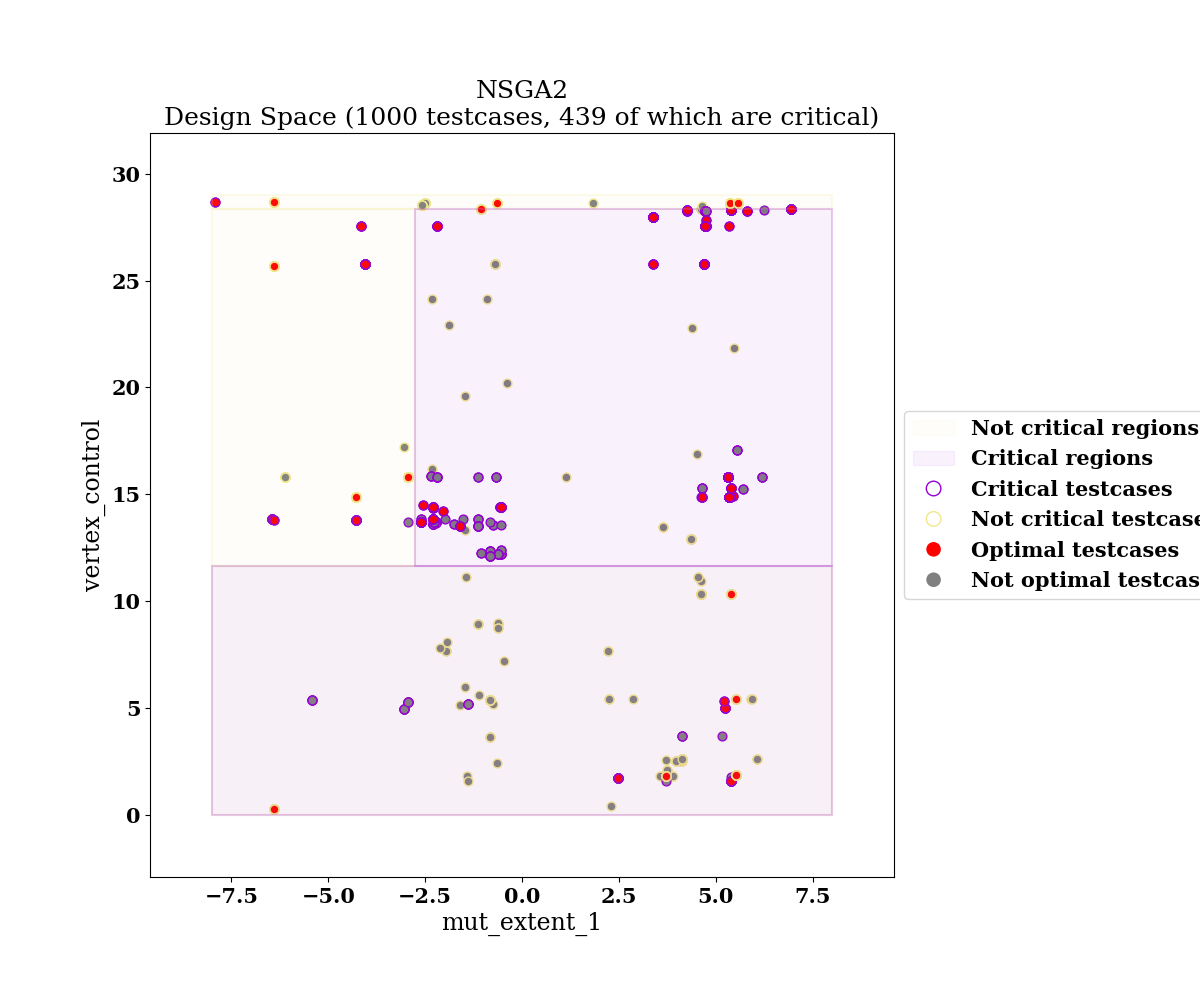 NSGA2
Design Space (1000 testcases, 439 of which are critical)
30
25
20
15
10
5
0
vertex_control
−7.5
−5.0
−2.5
0.0
2.5
5.0
7.5
mut_extent_1
Not critical regions
Critical regions
Critical testcases
Not critical testcase
Optimal testcases
Not optimal testcas